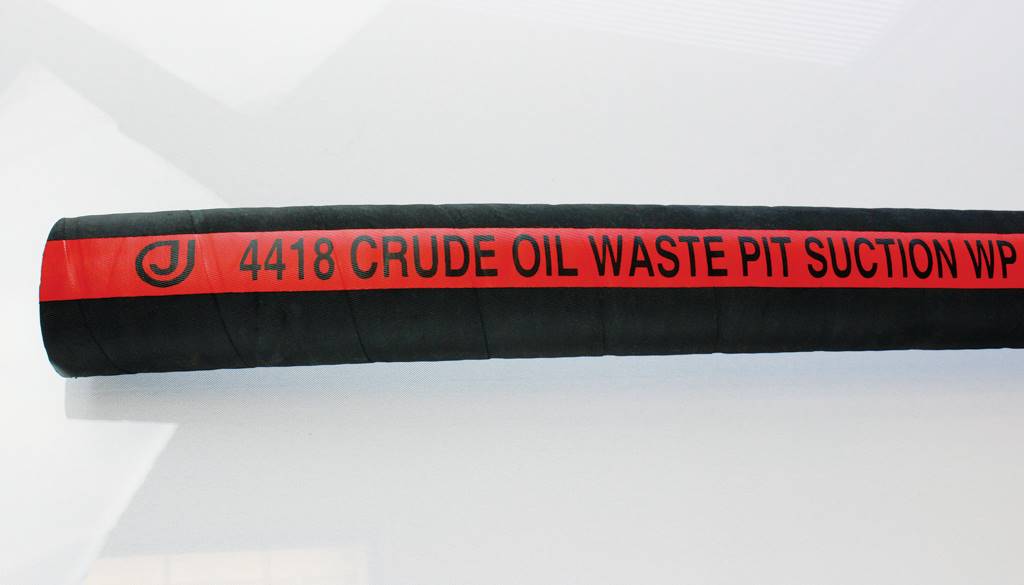 4418 CRUDE OIL WASTE PIT SUCTION WP